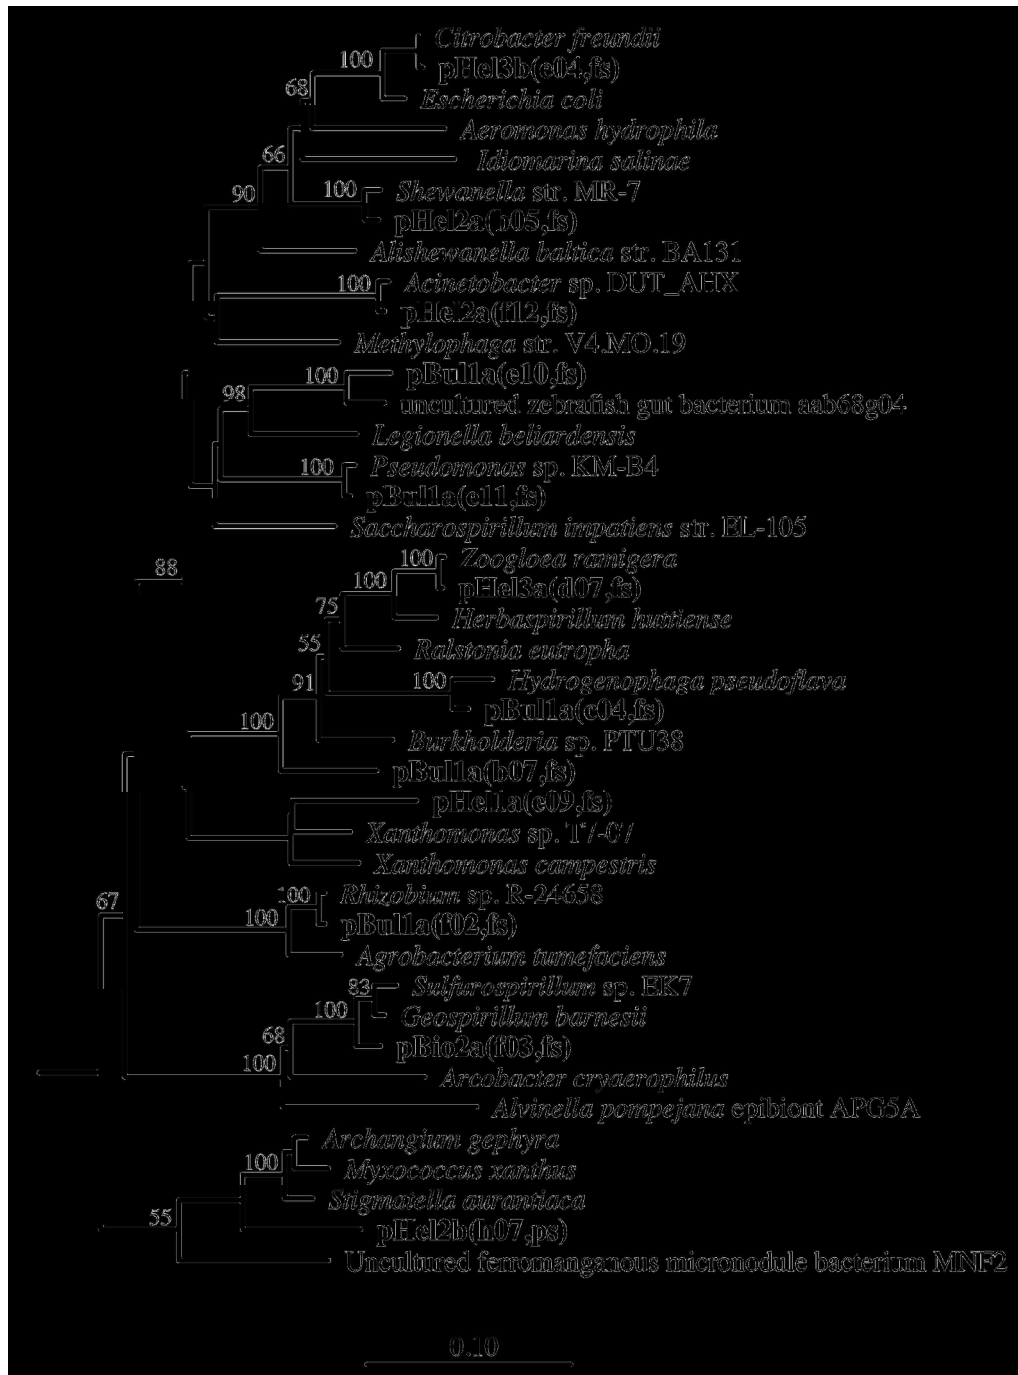 Citrobacter freundii
100
pHel3b(e04,fs)
68
Escherichia coli
Aeromonas hydrophila
66
Idiomarina salinae
90
100
Shewanella str. MR-7
pHel2a(b05,fs)
Alishewanella baltica str. BA131
100
Acinetobacter sp. DUT_AHX
pHel2a(f12,fs)
Methylophaga str. V4.MO.19
100
pBul1a(e10,fs)
98
uncultured zebrafish gut bacterium aab68g04
Legionella beliardensis
100
Pseudomonas sp. KM-B4
pBul1a(e11,fs)
Saccharospirillum impatiens str. EL-105
88
100
Zoogloea ramigera
100
pHel3a(d07,fs)
75
Herbaspirillum huttiense
55
Ralstonia eutropha
91
100
Hydrogenophaga pseudoflava
pBul1a(c04,fs)
100
Burkholderia sp. PTU38
pBul1a(b07,fs)
pHel1a(e09,fs)
Xanthomonas sp. T7-07
Xanthomonas campestris
67
100
Rhizobium sp. R-24658
100
pBul1a(f02,fs)
Agrobacterium tumefaciens
83
Sulfurospirillum sp. EK7
100
Geospirillum barnesii
68
pBio2a(f03,fs)
100
Arcobacter cryaerophilus
Alvinella pompejana epibiont APG5A
Archangium gephyra
100
Myxococcus xanthus
Stigmatella aurantiaca
55
pHel2b(h07,ps)
Uncultured ferromanganous micronodule bacterium MNF2
0.10